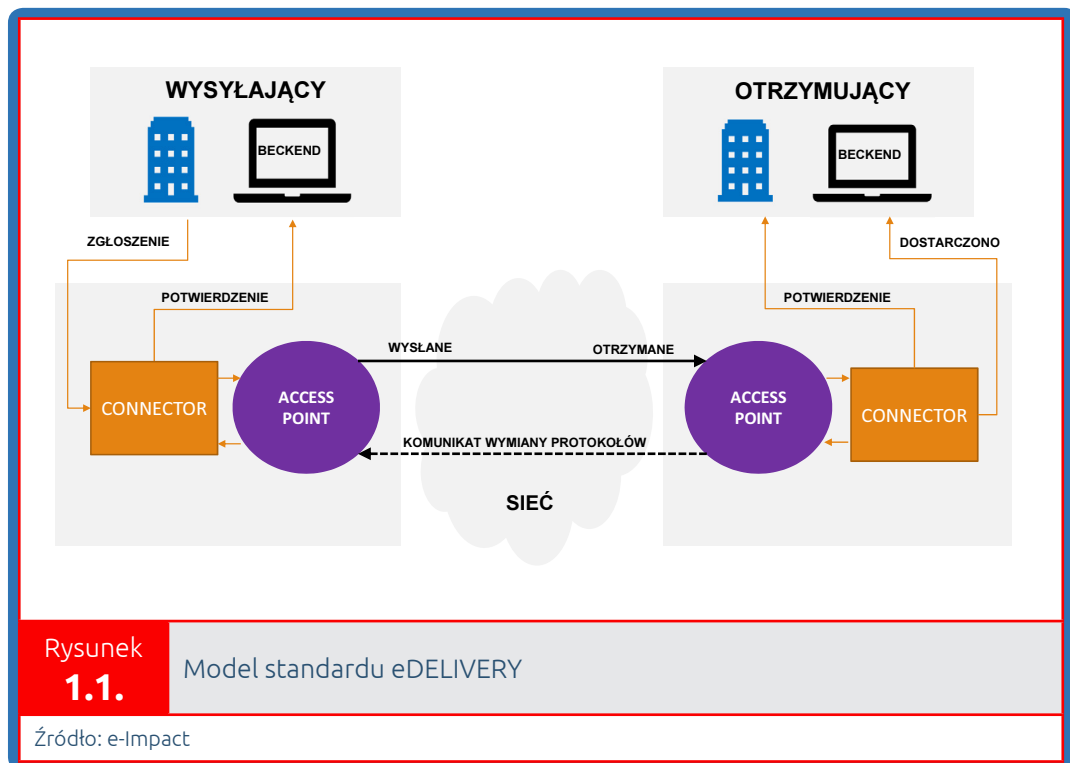 WYSYŁAJĄCY
BECKEND
OTRZYMUJĄCY
BECKEND
ZGŁOSZENIE
DOSTARCZONO
POTWIERDZENIE
POTWIERDZENIE
WYSŁANE
OTRZYMANE
CONNECTOR
ACCESS
POINT
ACCESS
POINT
CONNECTOR
KOMUNIKAT WYMIANY PROTOKOŁÓW
SIEĆ
Rysunek
1.1.
Model standardu eDELIVERY
Źródło: e-Impact